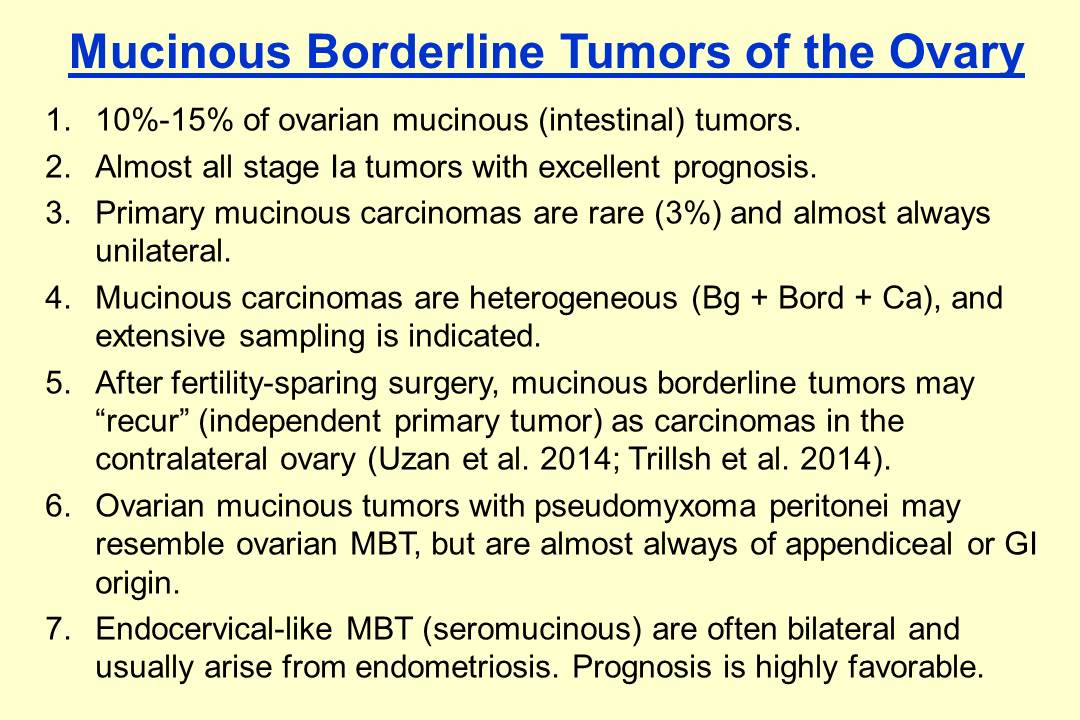 Mucinous Borderline Tumors of the Ovary
1. 10%-15% of ovarian mucinous (intestinal) tumors.
2. Almost all stage Ia tumors with excellent prognosis.
3. Primary mucinous carcinomas are rare (3%) and almost always
unilateral.
4. Mucinous carcinomas are heterogeneous (Bg + Bord + Ca), and
extensive sampling is indicated.
5. After fertility-sparing surgery, mucinous borderline tumors may
“recur” (independent primary tumor) as carcinomas in the
contralateral ovary (Uzan et al. 2014; Trillsh et al. 2014).
6. Ovarian mucinous tumors with pseudomyxoma peritonei may
resemble ovarian MBT, but are almost always of appendiceal or GI
origin.
7. Endocervical-like MBT (seromucinous) are often bilateral and
usually arise from endometriosis. Prognosis is highly favorable.